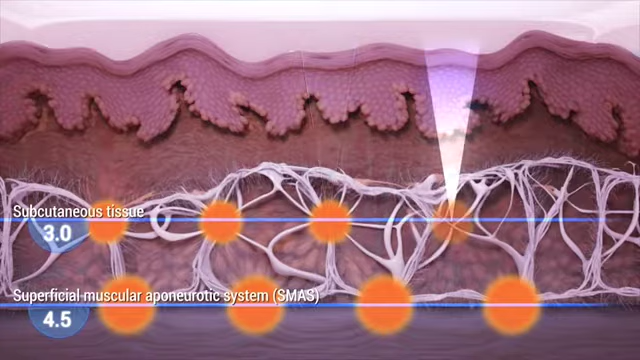 Subcutaneous tissue
3.0
Superficial muscular aponeurotic system (SMAS)
4.5